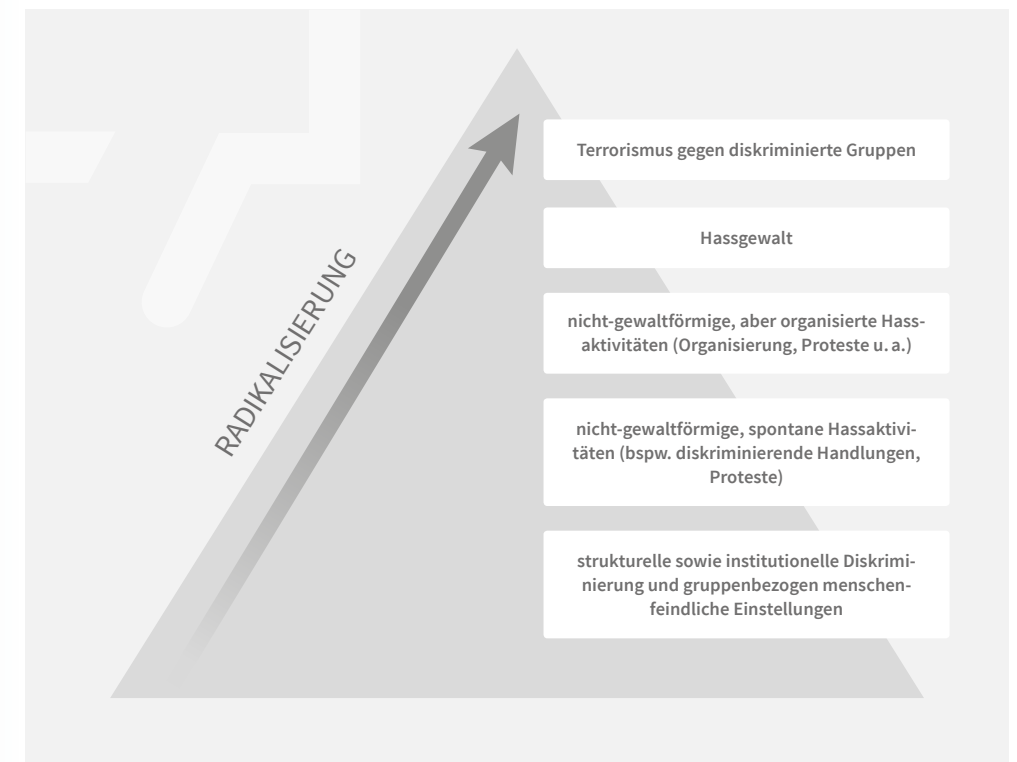 Terrorismus gegen diskriminierte Gruppen
Hassgewalt
RADIKALISIERUNG
nicht-gewaltförmige, aber organisierte Hass-
aktivitäten (Organisierung, Proteste u. a.)
nicht-gewaltförmige, spontane Hassaktivi-
täten (bspw. diskriminierende Handlungen,
Proteste)
strukturelle sowie institutionelle Diskrimi-
nierung und gruppenbezogen menschen-
feindliche Einstellungen